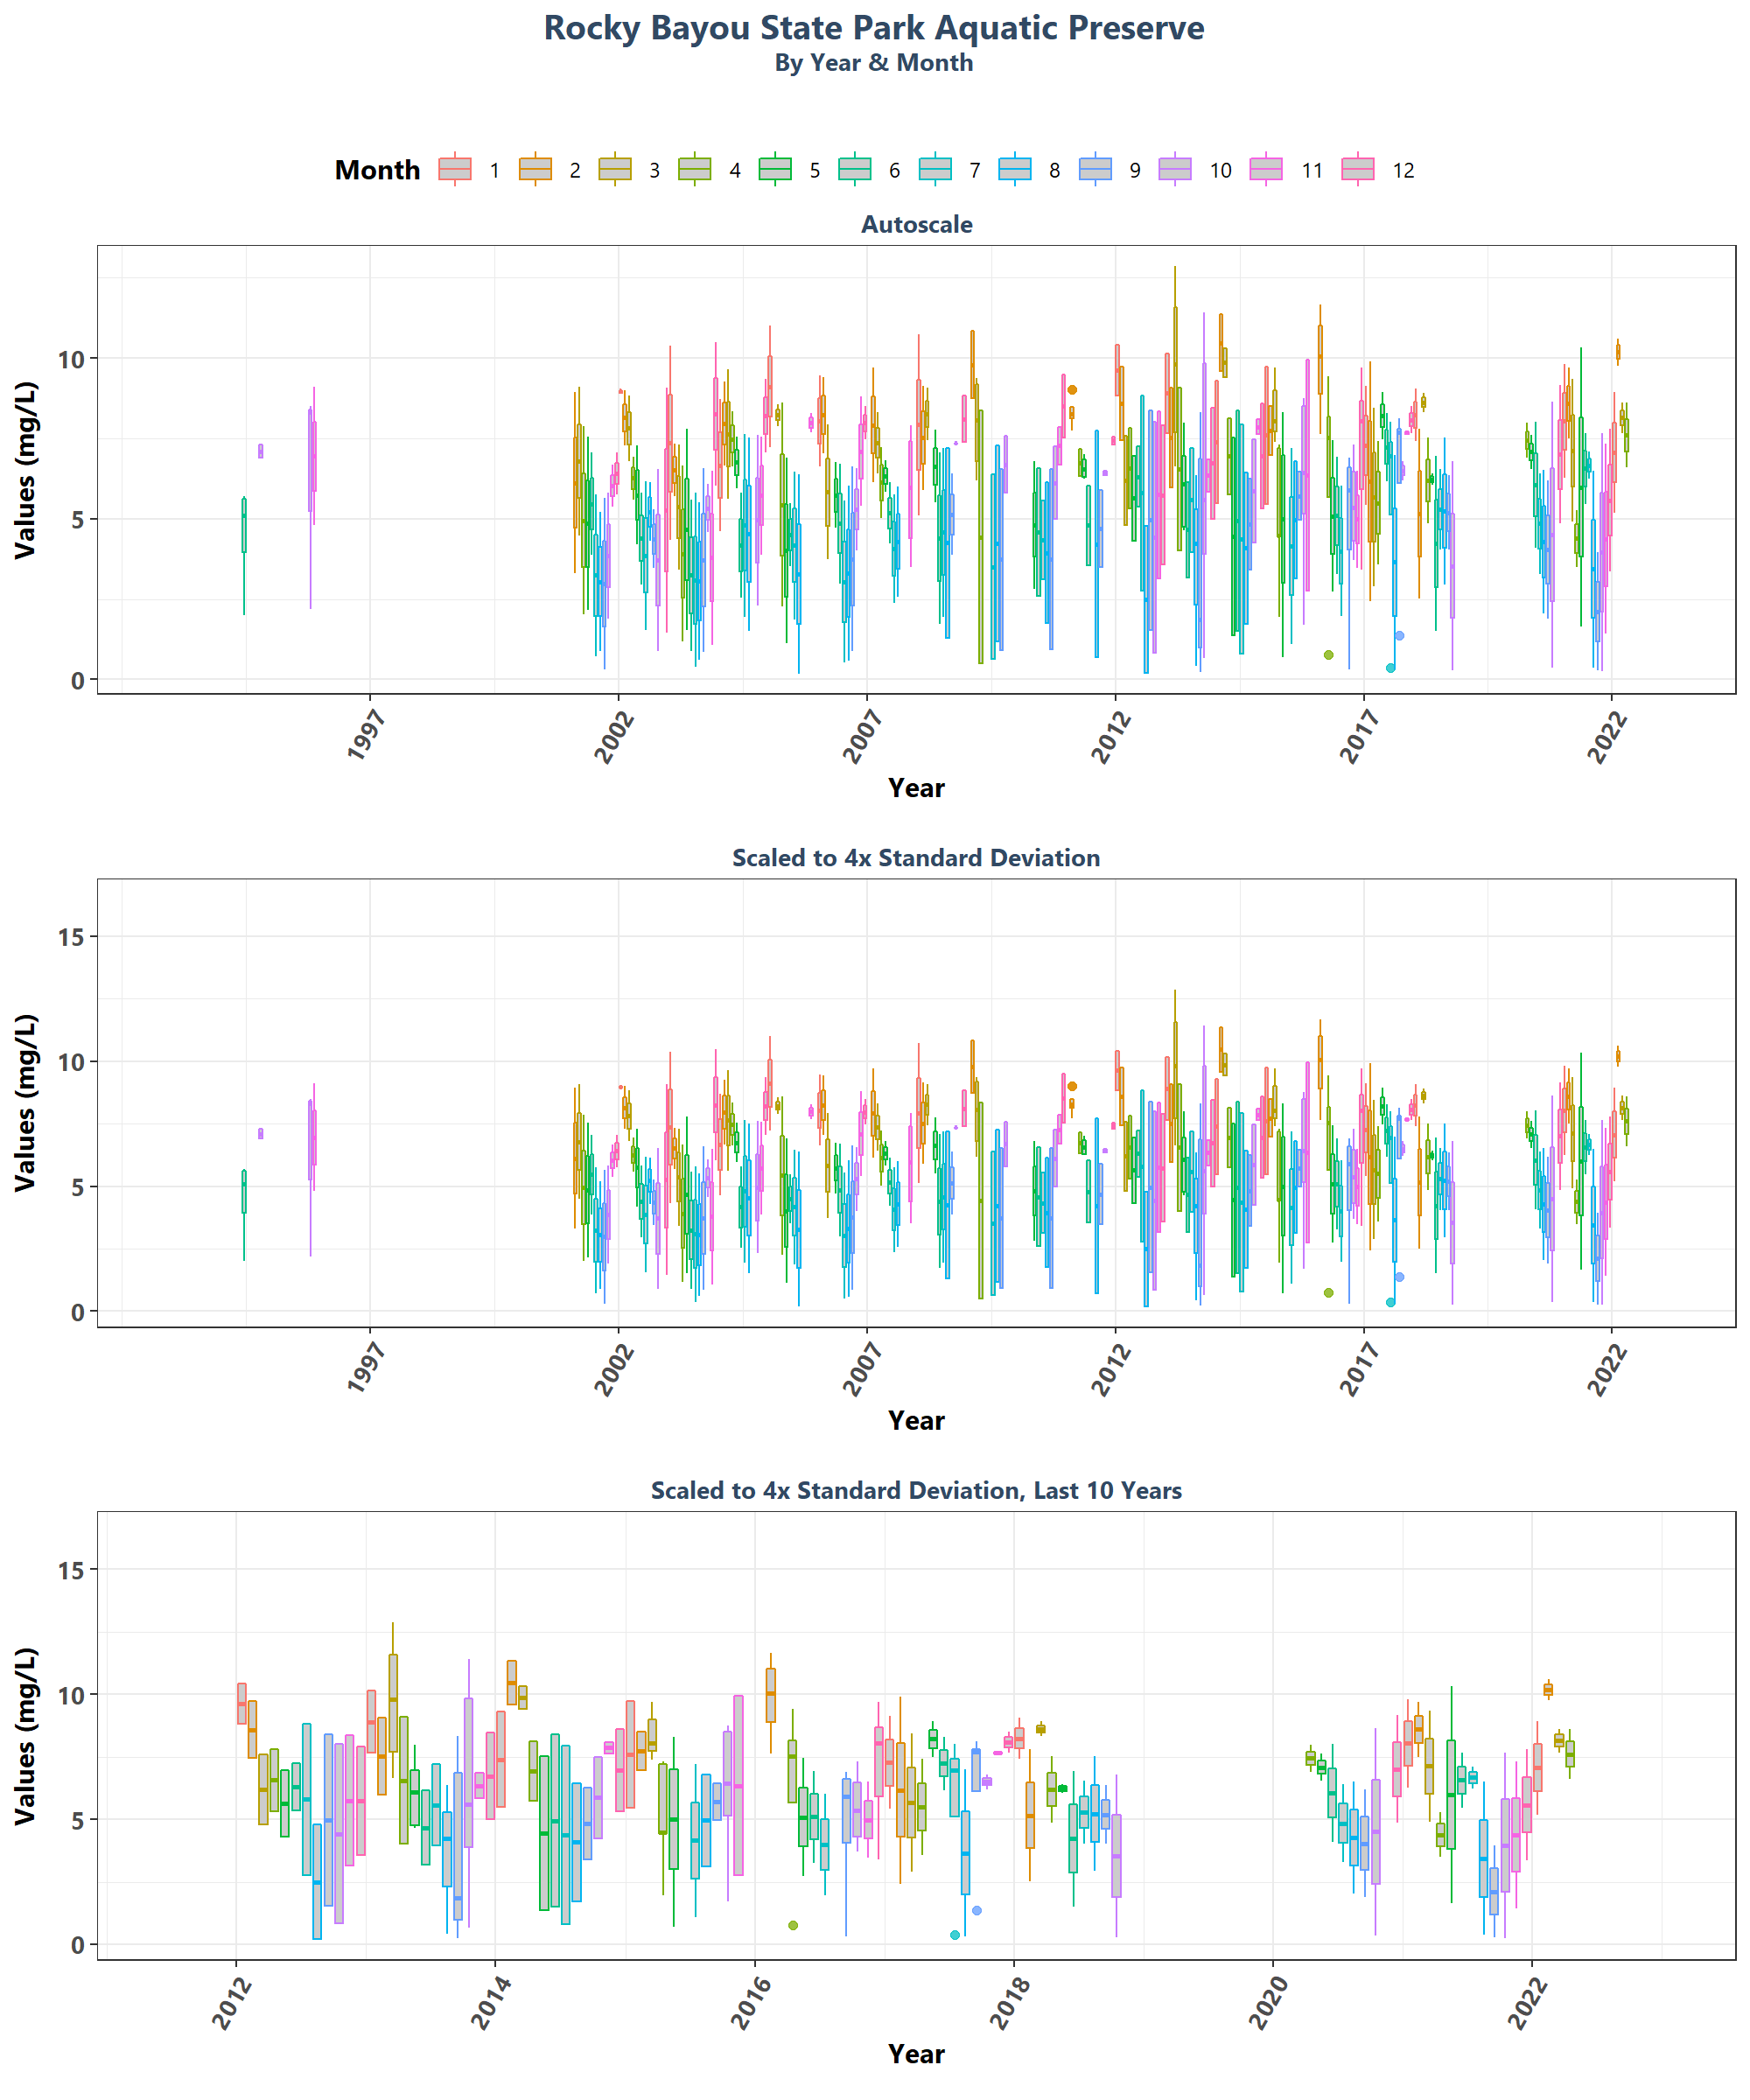 Rocky Bayou State Park Aquatic Preserve
By Year & Month
Month 1 2 3 4 5 6 7 8 9 10 11 12
Autoscale
Values (mg/L)
10
5
0
1997 2002 2007 2012 2017 2022
Year
Scaled to 4x Standard Deviation
Values (mg/L)
15
10
5
0
1997 2002 2007 2012 2017 2022
Year
Scaled to 4x Standard Deviation, Last 10 Years
Values (mg/L)
15
10
5
0
2012 2014 2016 2018 2020 2022
Year